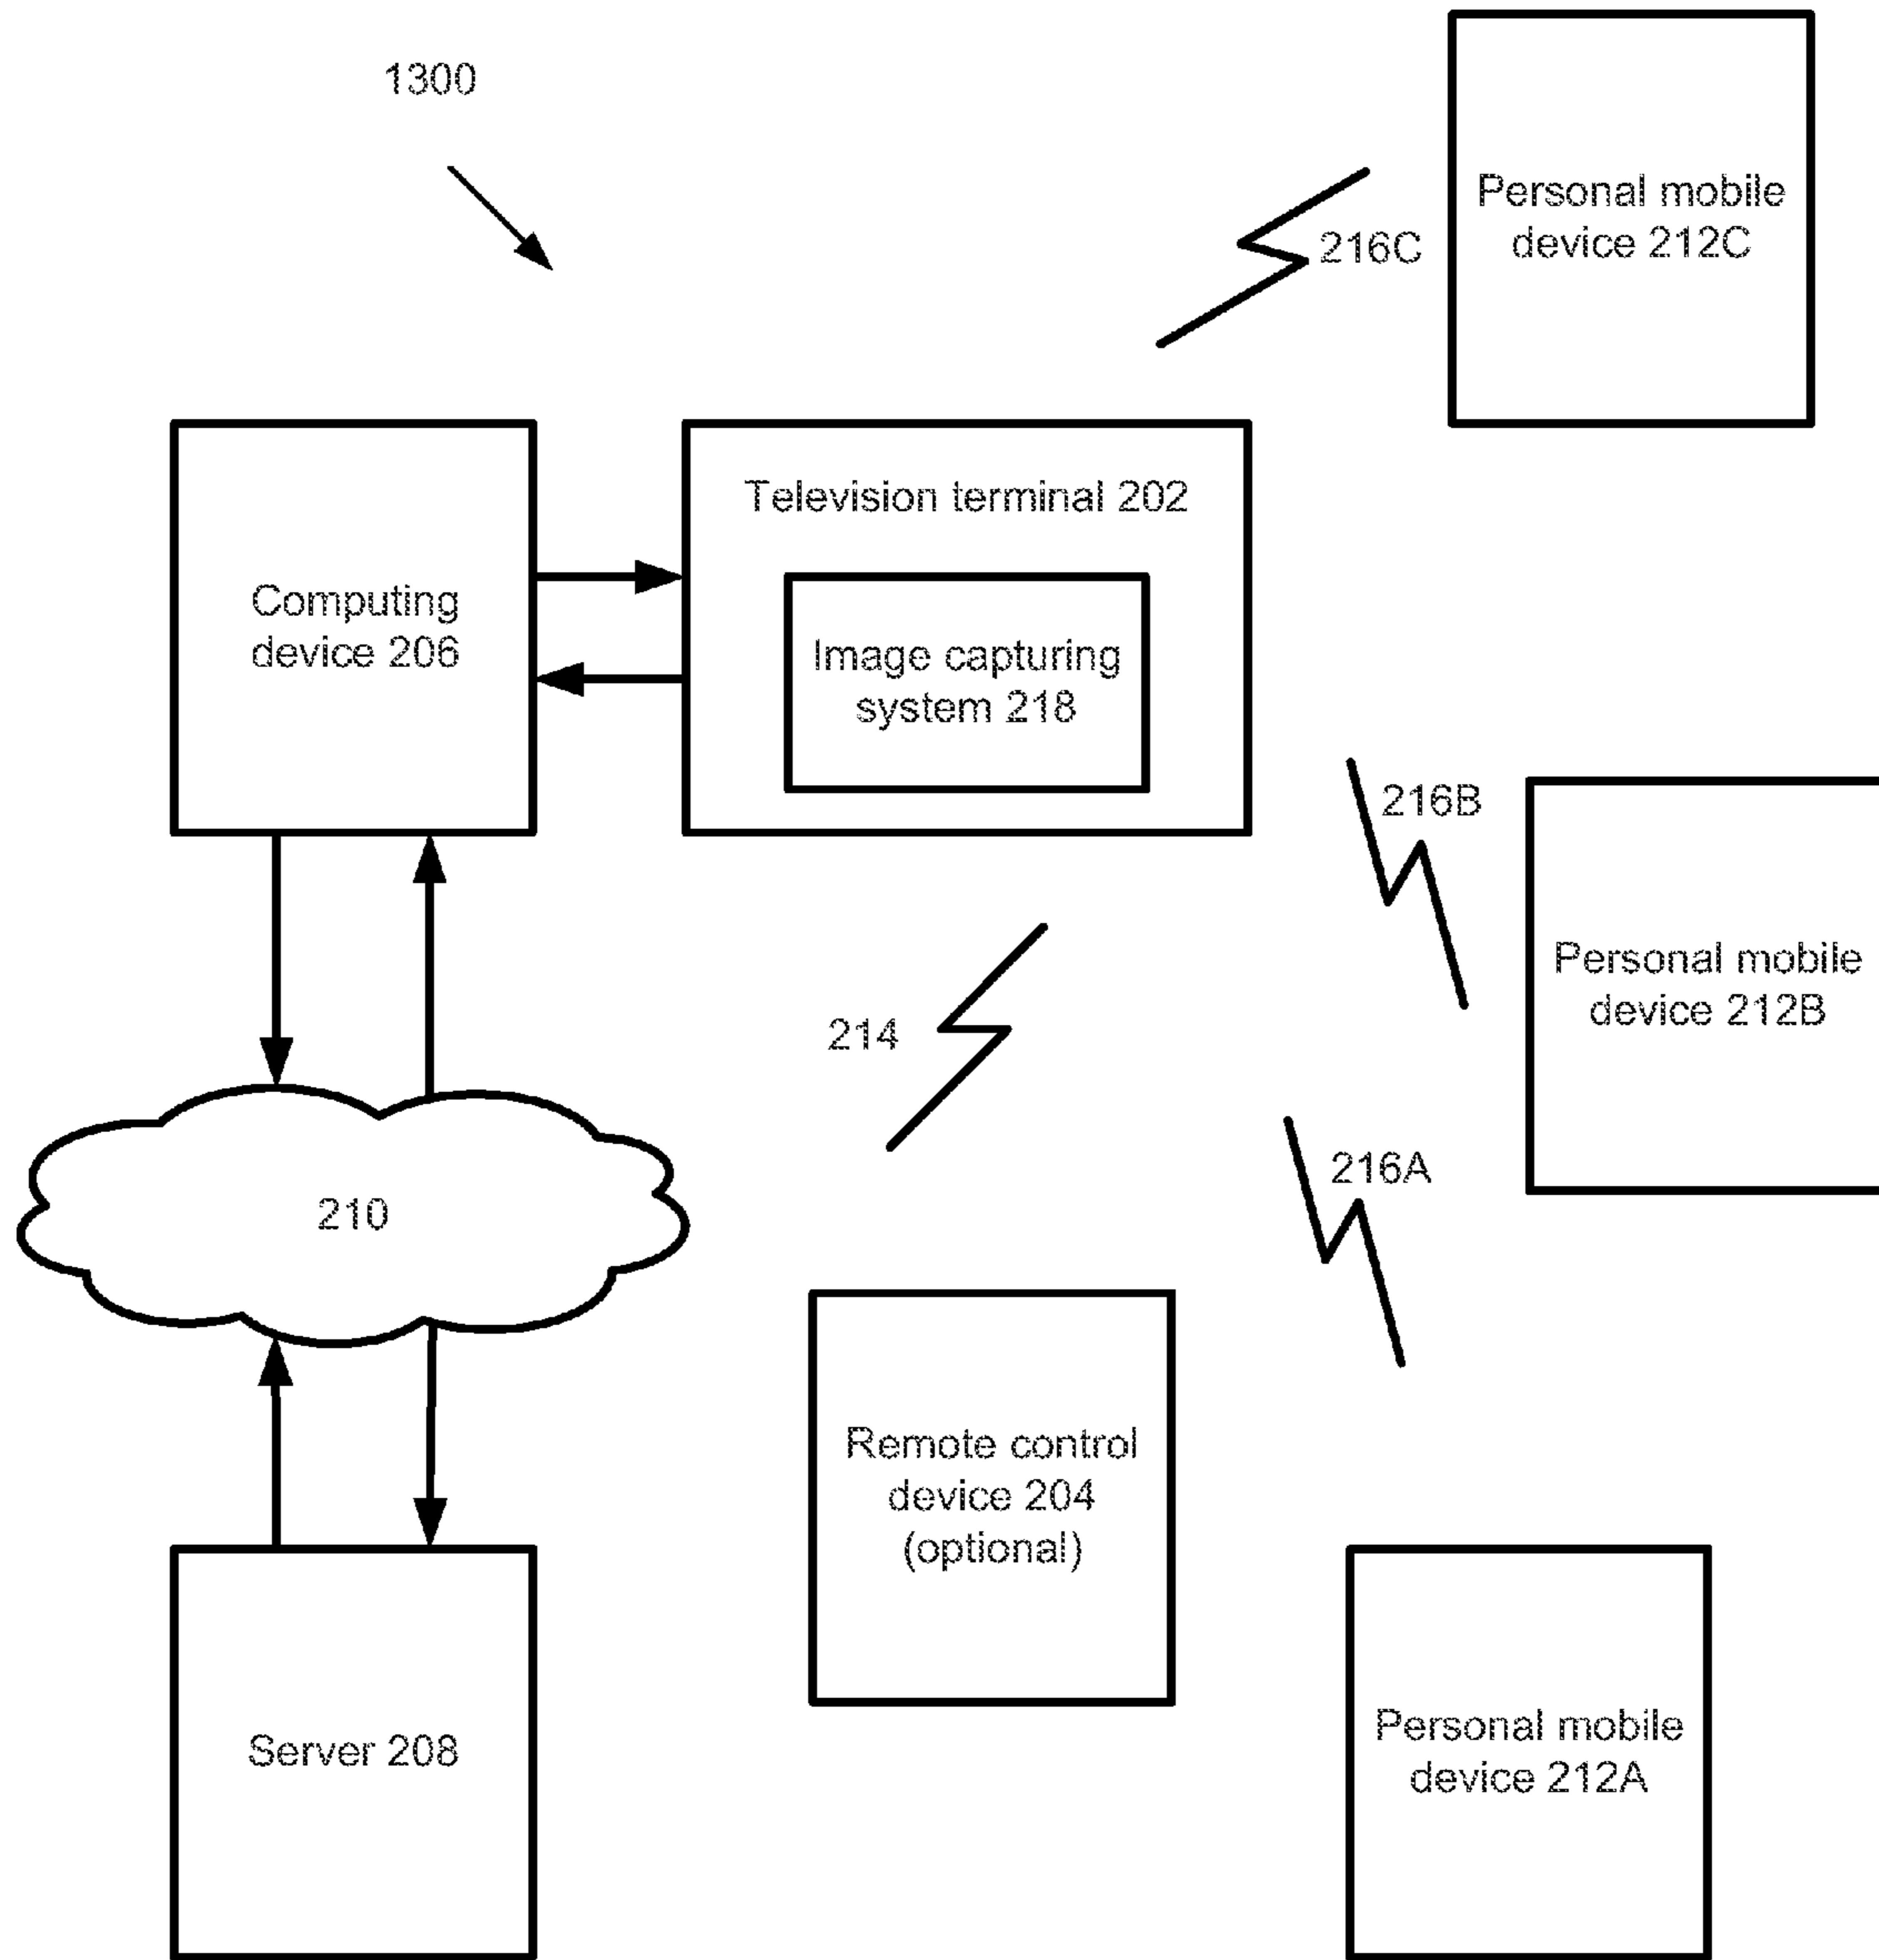 1300
Personal mobile
device 212C
216C
Television terminal 202
Computing
device 206
Image capturing
system 218
216B
Personal mobile
device 212B
214
216A
210
Remote control
device 204
(optional)
Personal mobile
device 212A
Server 208